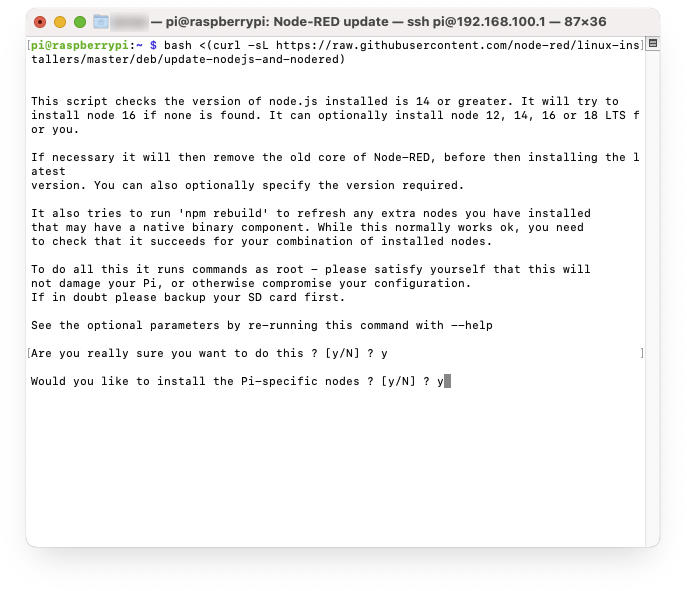 — pi@raspberrypi: Node-RED update — ssh pi@192.168.100.1 — 87×36
[pi@raspberrypi:~ $ bash <(curl -sL https://raw.githubusercontent.com/node-red/linux-ins]
tallers/master/deb/update-nodejs-and-nodered)
This script checks the version of node.js installed is 14 or greater. It will try to
install node 16 if none is found. It can optionally install node 12, 14, 16 or 18 LTS f
or you.
If necessary it will then remove the old core of Node-RED, before then installing the l
atest
version. You can also optionally specify the version required.
It also tries to run 'npm rebuild' to refresh any extra nodes you have installed
that may have a native binary component. While this normally works ok, you need
to check that it succeeds for your combination of installed nodes.
To do all this it runs commands as root - please satisfy yourself that this will
not damage your Pi, or otherwise compromise your configuration.
If in doubt please backup your SD card first.
See the optional parameters by re-running this command with --help
[Are you really sure you want to do this ? [y/N] ? y ]
Would you like to install the Pi-specific nodes ? [y/N] ? y